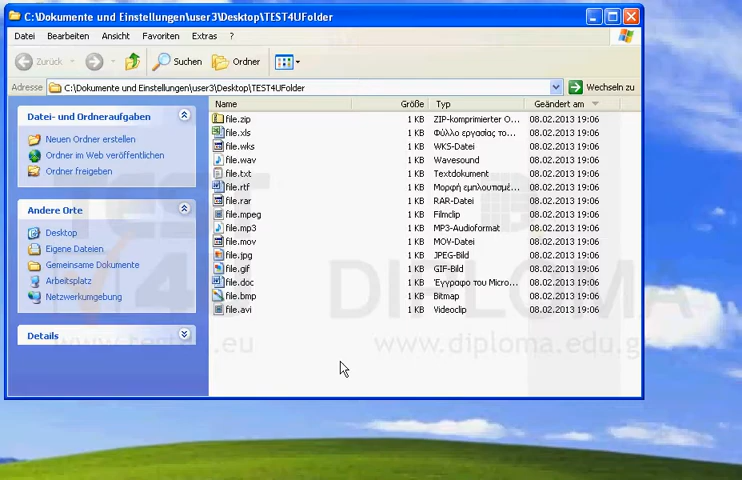 C:\Dokumente und Einstellungen\user3\Desktop\TEST4UFolder
Datei Bearbeiten Ansicht Favoriten Extras ?
Zurück Suchen Ordner
Adresse C:\Dokumente und Einstellungen\user3\Desktop\TEST4UFolder Wechseln zu
Datei- und Ordneraufgaben
Neuen Ordner erstellen
Ordner im Web veröffentlichen
Ordner freigeben
Andere Orte
Desktop
Eigene Dateien
Gemeinsame Dokumente
Arbeitsplatz
Netzwerkumgebung
Details
Name Größe Typ Geändert am
file.zip 1 KB ZIP-komprimierter O... 08.02.2013 19:06
file.xls 1 KB Φύλλο εργασίας το... 08.02.2013 19:06
file.wks 1 KB WKS-Datei 08.02.2013 19:06
file.wav 1 KB Wavesound 08.02.2013 19:06
file.txt 1 KB Textdokument 08.02.2013 19:06
file.rtf 1 KB Μορφή εμπλουτισμέ... 08.02.2013 19:06
file.rar 1 KB RAR-Datei 08.02.2013 19:06
file.mpeg 1 KB Filmclip 08.02.2013 19:06
file.mp3 1 KB MP3-Audioformat 08.02.2013 19:06
file.mov 1 KB MOV-Datei 08.02.2013 19:06
file.jpg 1 KB JPEG-Bild 08.02.2013 19:06
file.gif 1 KB GIF-Bild 08.02.2013 19:06
file.doc 1 KB Έγγραφο του Micro... 08.02.2013 19:06
file.bmp 1 KB Bitmap 08.02.2013 19:06
file.avi 1 KB Videoclip 08.02.2013 19:06
TEST
4U
DIPLOMA
www.diploma.edu.gr